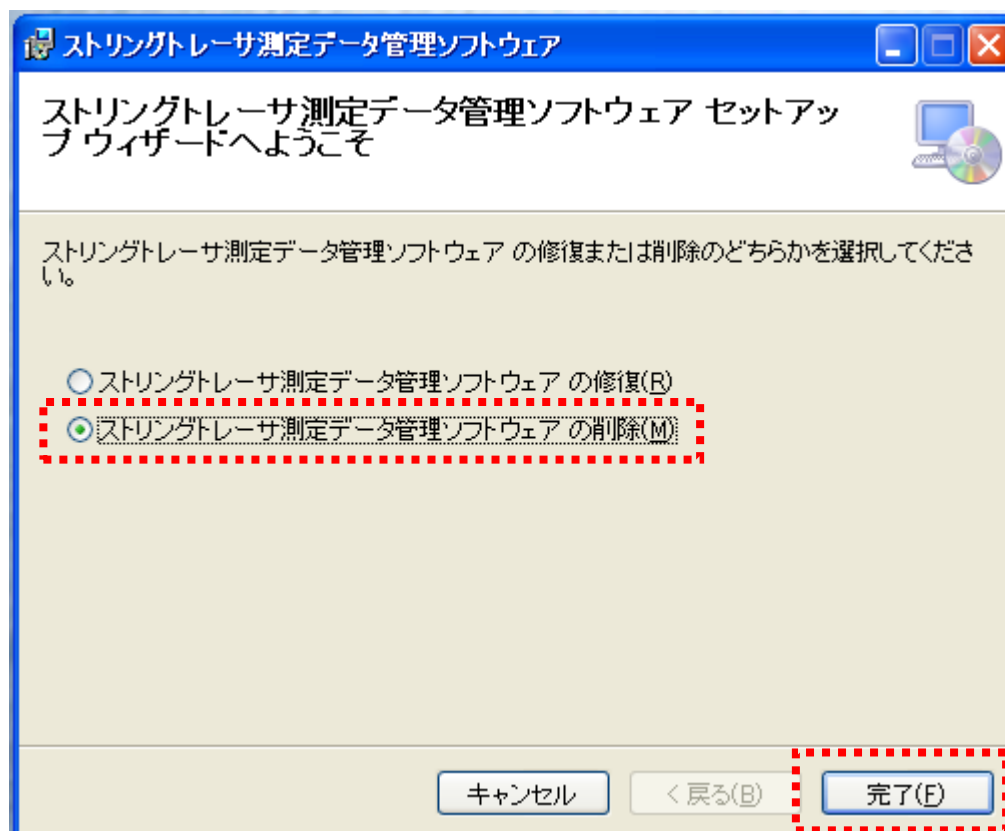 ストリングトレーサ測定データ管理ソフトウェア
ストリングトレーサ測定データ管理ソフトウェア セットアッ
プ ウィザードへようこそ
ストリングトレーサ測定データ管理ソフトウェア の修復または削除のどちらかを選択してくださ
い。
ストリングトレーサ測定データ管理ソフトウェア の修復(R)
ストリングトレーサ測定データ管理ソフトウェア の削除(M)
キャンセル
< 戻る(B)
完了(F)